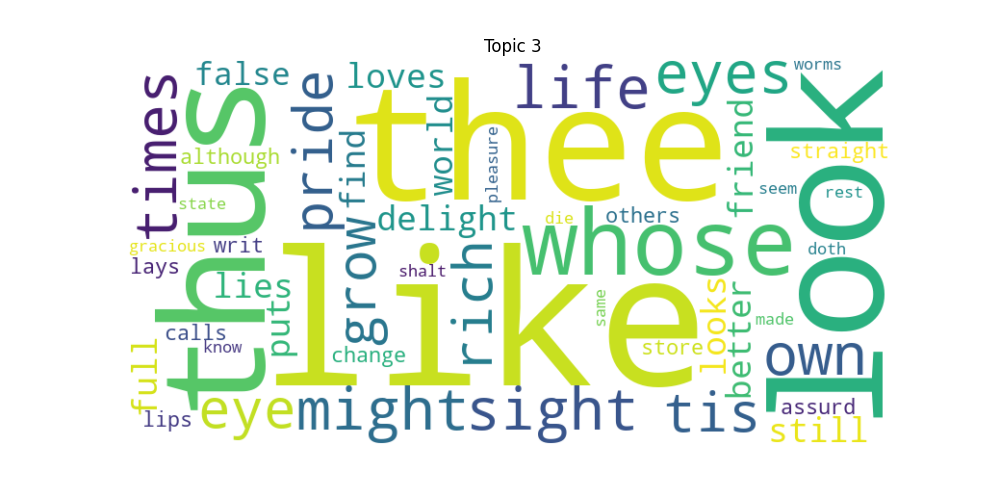 Topic 3
times
false
thus
although
state
gracious
writ
lays
lies
calls
know
full
lips
puts
pride
find
grow
loves
world
thee
pleasure
life
eyes
worms
look
straight
friend
seem
rest
delight
die
others
whose
doth
like
shalt
rich
change
same
store
looks
better
made
own
assurd
still
eye
might
sight
tis